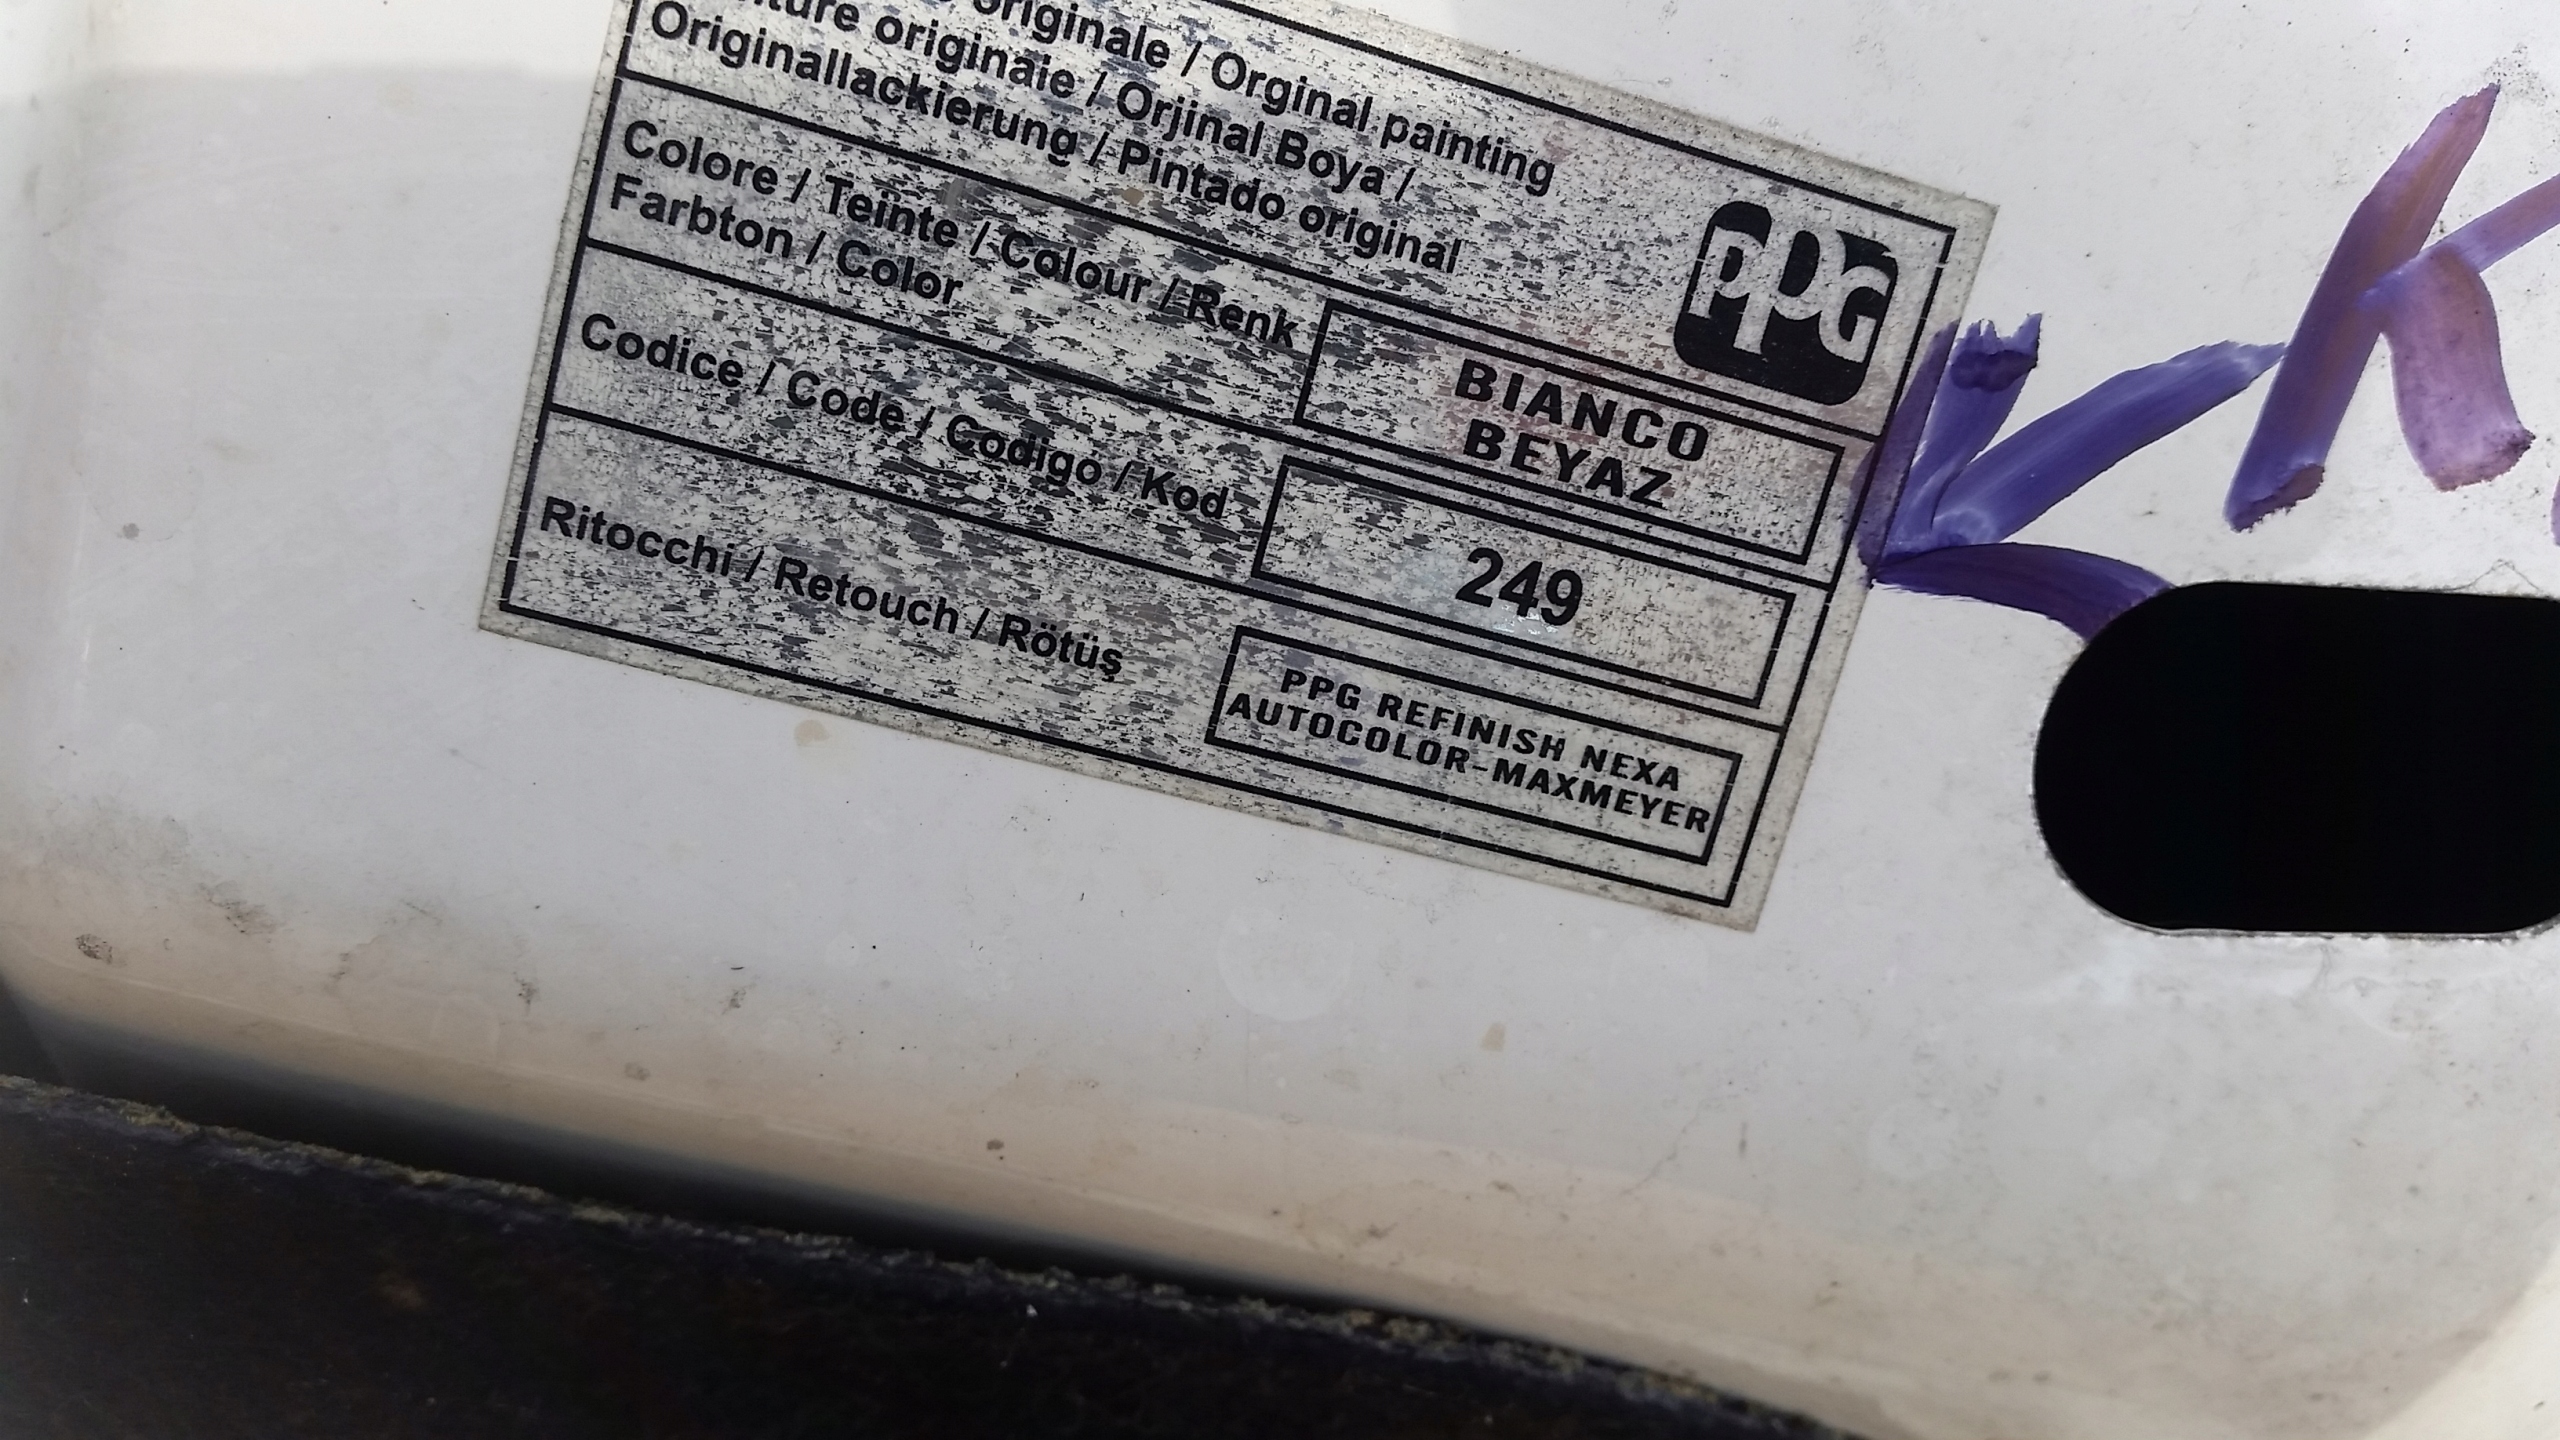 originale / Orginal painting
originale / Orjinal Boya /
Originallackierung / Pintado original
PPG
Colore / Teinte / Colour / Renk
Farbton / Color
BIANCO
BEYAZ
Codice / Code / Codigo / Kod
249
Ritocchi / Retouch / Rötüş
PPG REFINISH NEXA
AUTOCOLOR-MAXMEYER